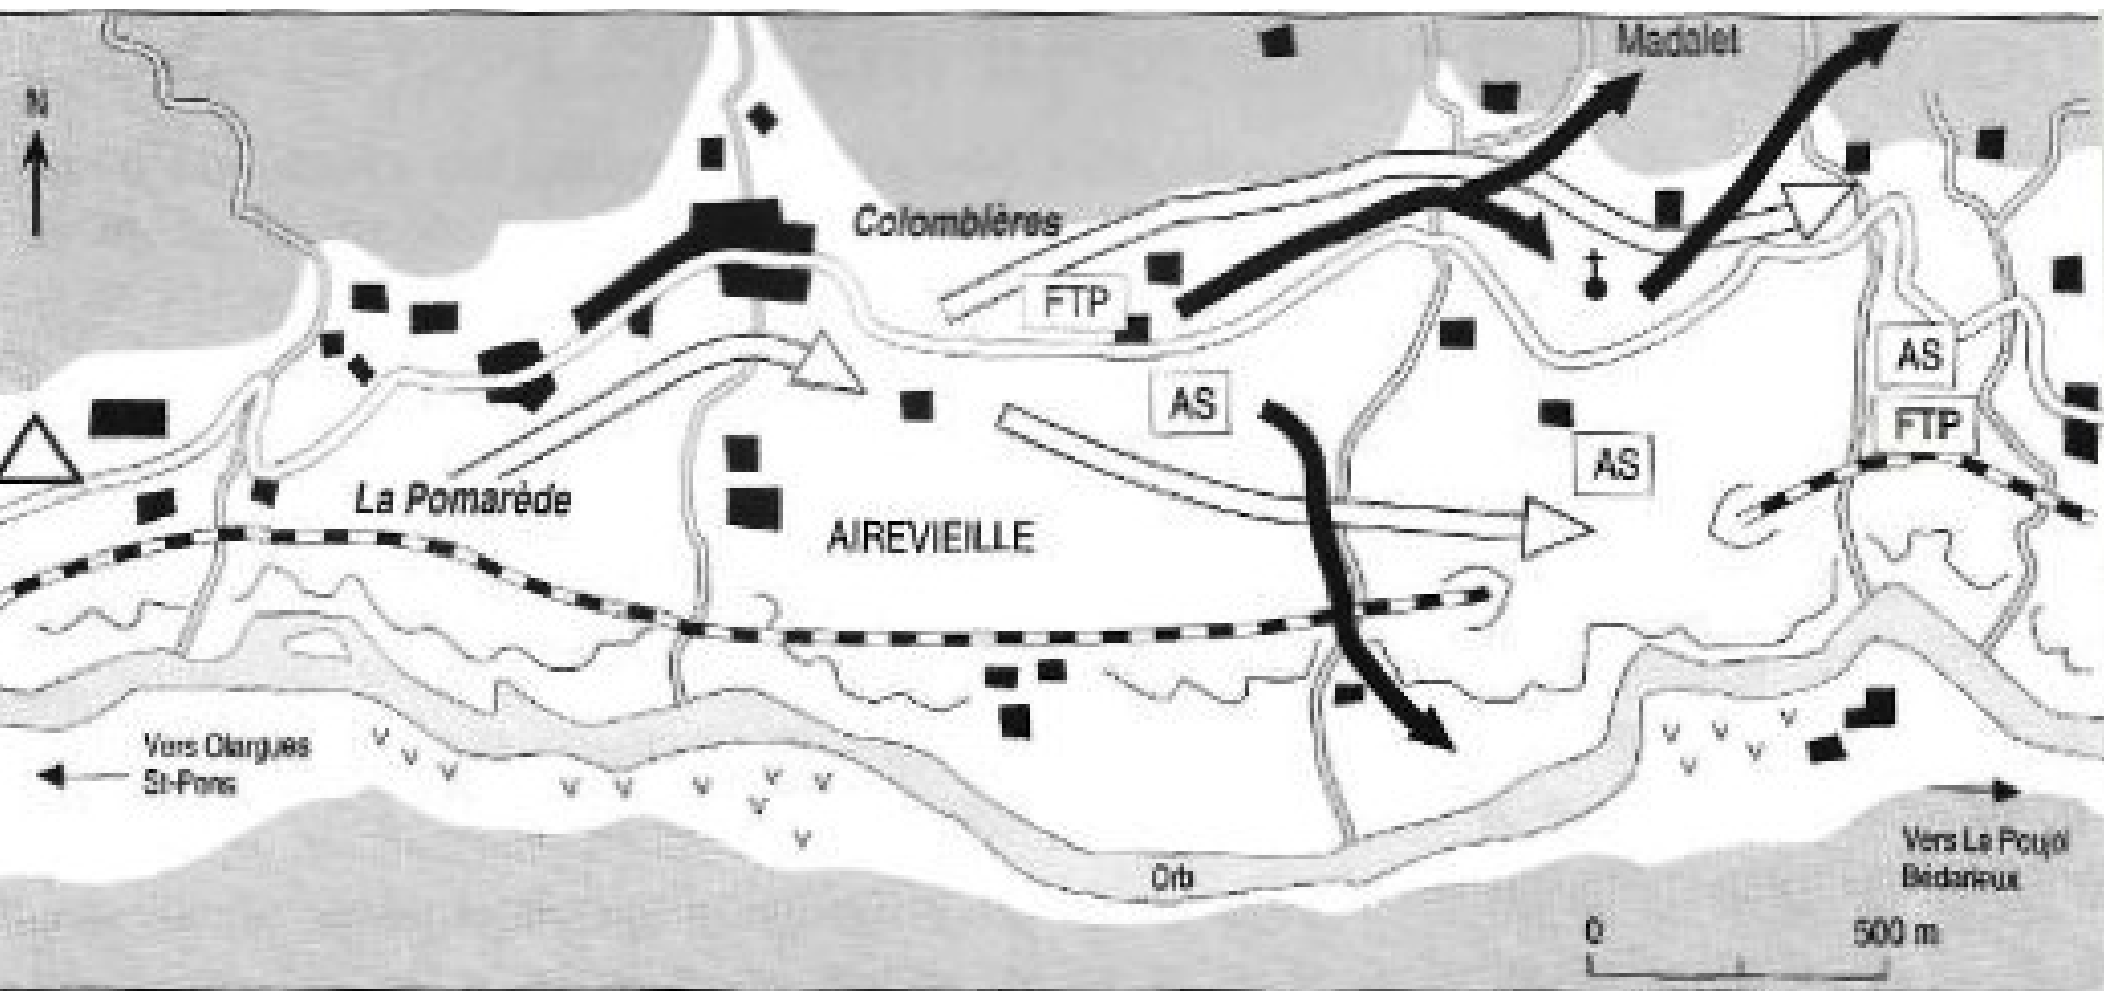 Madalet
N
Colomblères
FTP
AS
AS
FTP
AS
La Pomarède
AIREVIEILLE
Vers Olargues
St-Pons
Orb
Vers Le Poujol
Bédarieux
0 500 m